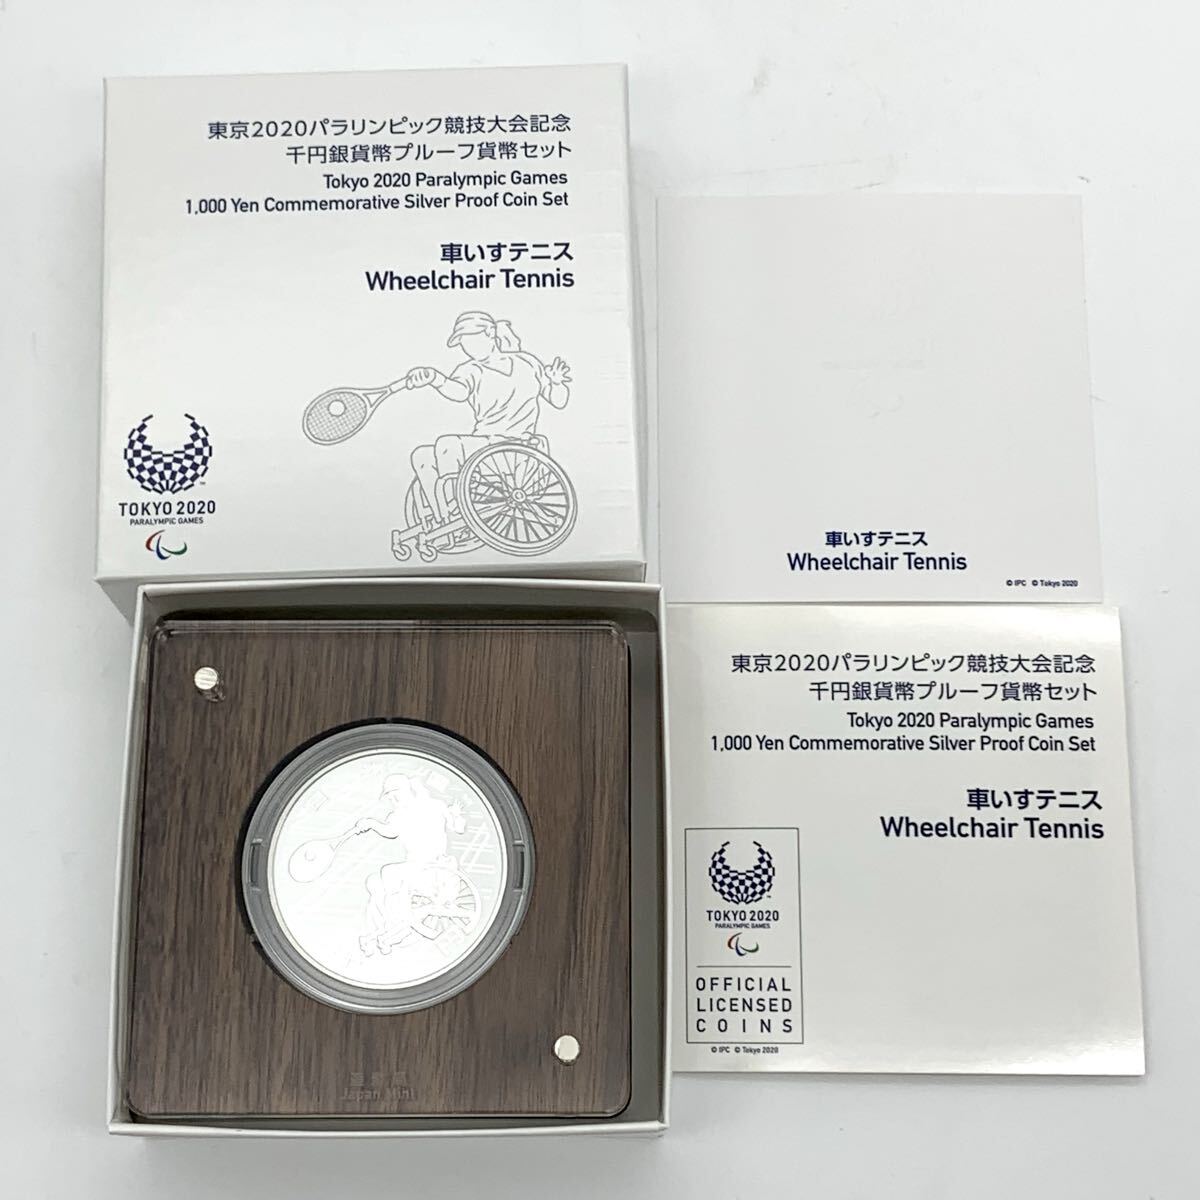 東京2020パラリンピック競技大会記念
千円銀貨幣プルーフ貨幣セット
Tokyo 2020 Paralympic Games
1,000 Yen Commemorative Silver Proof Coin Set
車いすテニス
Wheelchair Tennis
TOKYO 2020
PARALYMPIC GAMES
車いすテニス
Wheelchair Tennis
© IPC © Tokyo 2020
東京2020パラリンピック競技大会記念
千円銀貨幣プルーフ貨幣セット
Tokyo 2020 Paralympic Games
1,000 Yen Commemorative Silver Proof Coin Set
車いすテニス
Wheelchair Tennis
TOKYO 2020
PARALYMPIC GAMES
OFFICIAL
LICENSED
COINS
© IPC © Tokyo 2020
Japan Mint